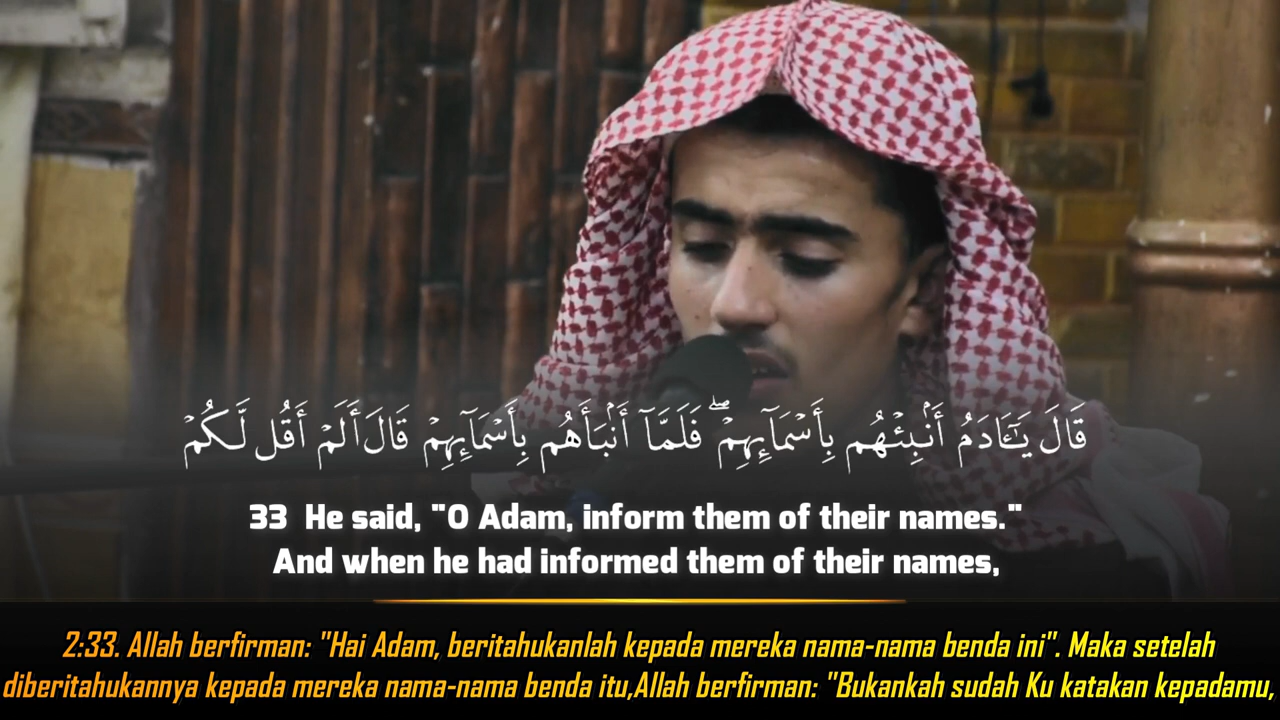 قَالَ يَٰٓـَٔادَمُ أَنۢبِئْهُم بِأَسْمَآئِهِمْ ۖ فَلَمَّآ أَنۢبَأَهُم بِأَسْمَآئِهِمْ قَالَ أَلَمْ أَقُل لَّكُمْ
33 He said, "O Adam, inform them of their names."
And when he had informed them of their names,
2:33. Allah berfirman: "Hai Adam, beritahukanlah kepada mereka nama-nama benda ini". Maka setelah
diberitahukannya kepada mereka nama-nama benda itu,Allah berfirman: "Bukankah sudah Ku katakan kepadamu,